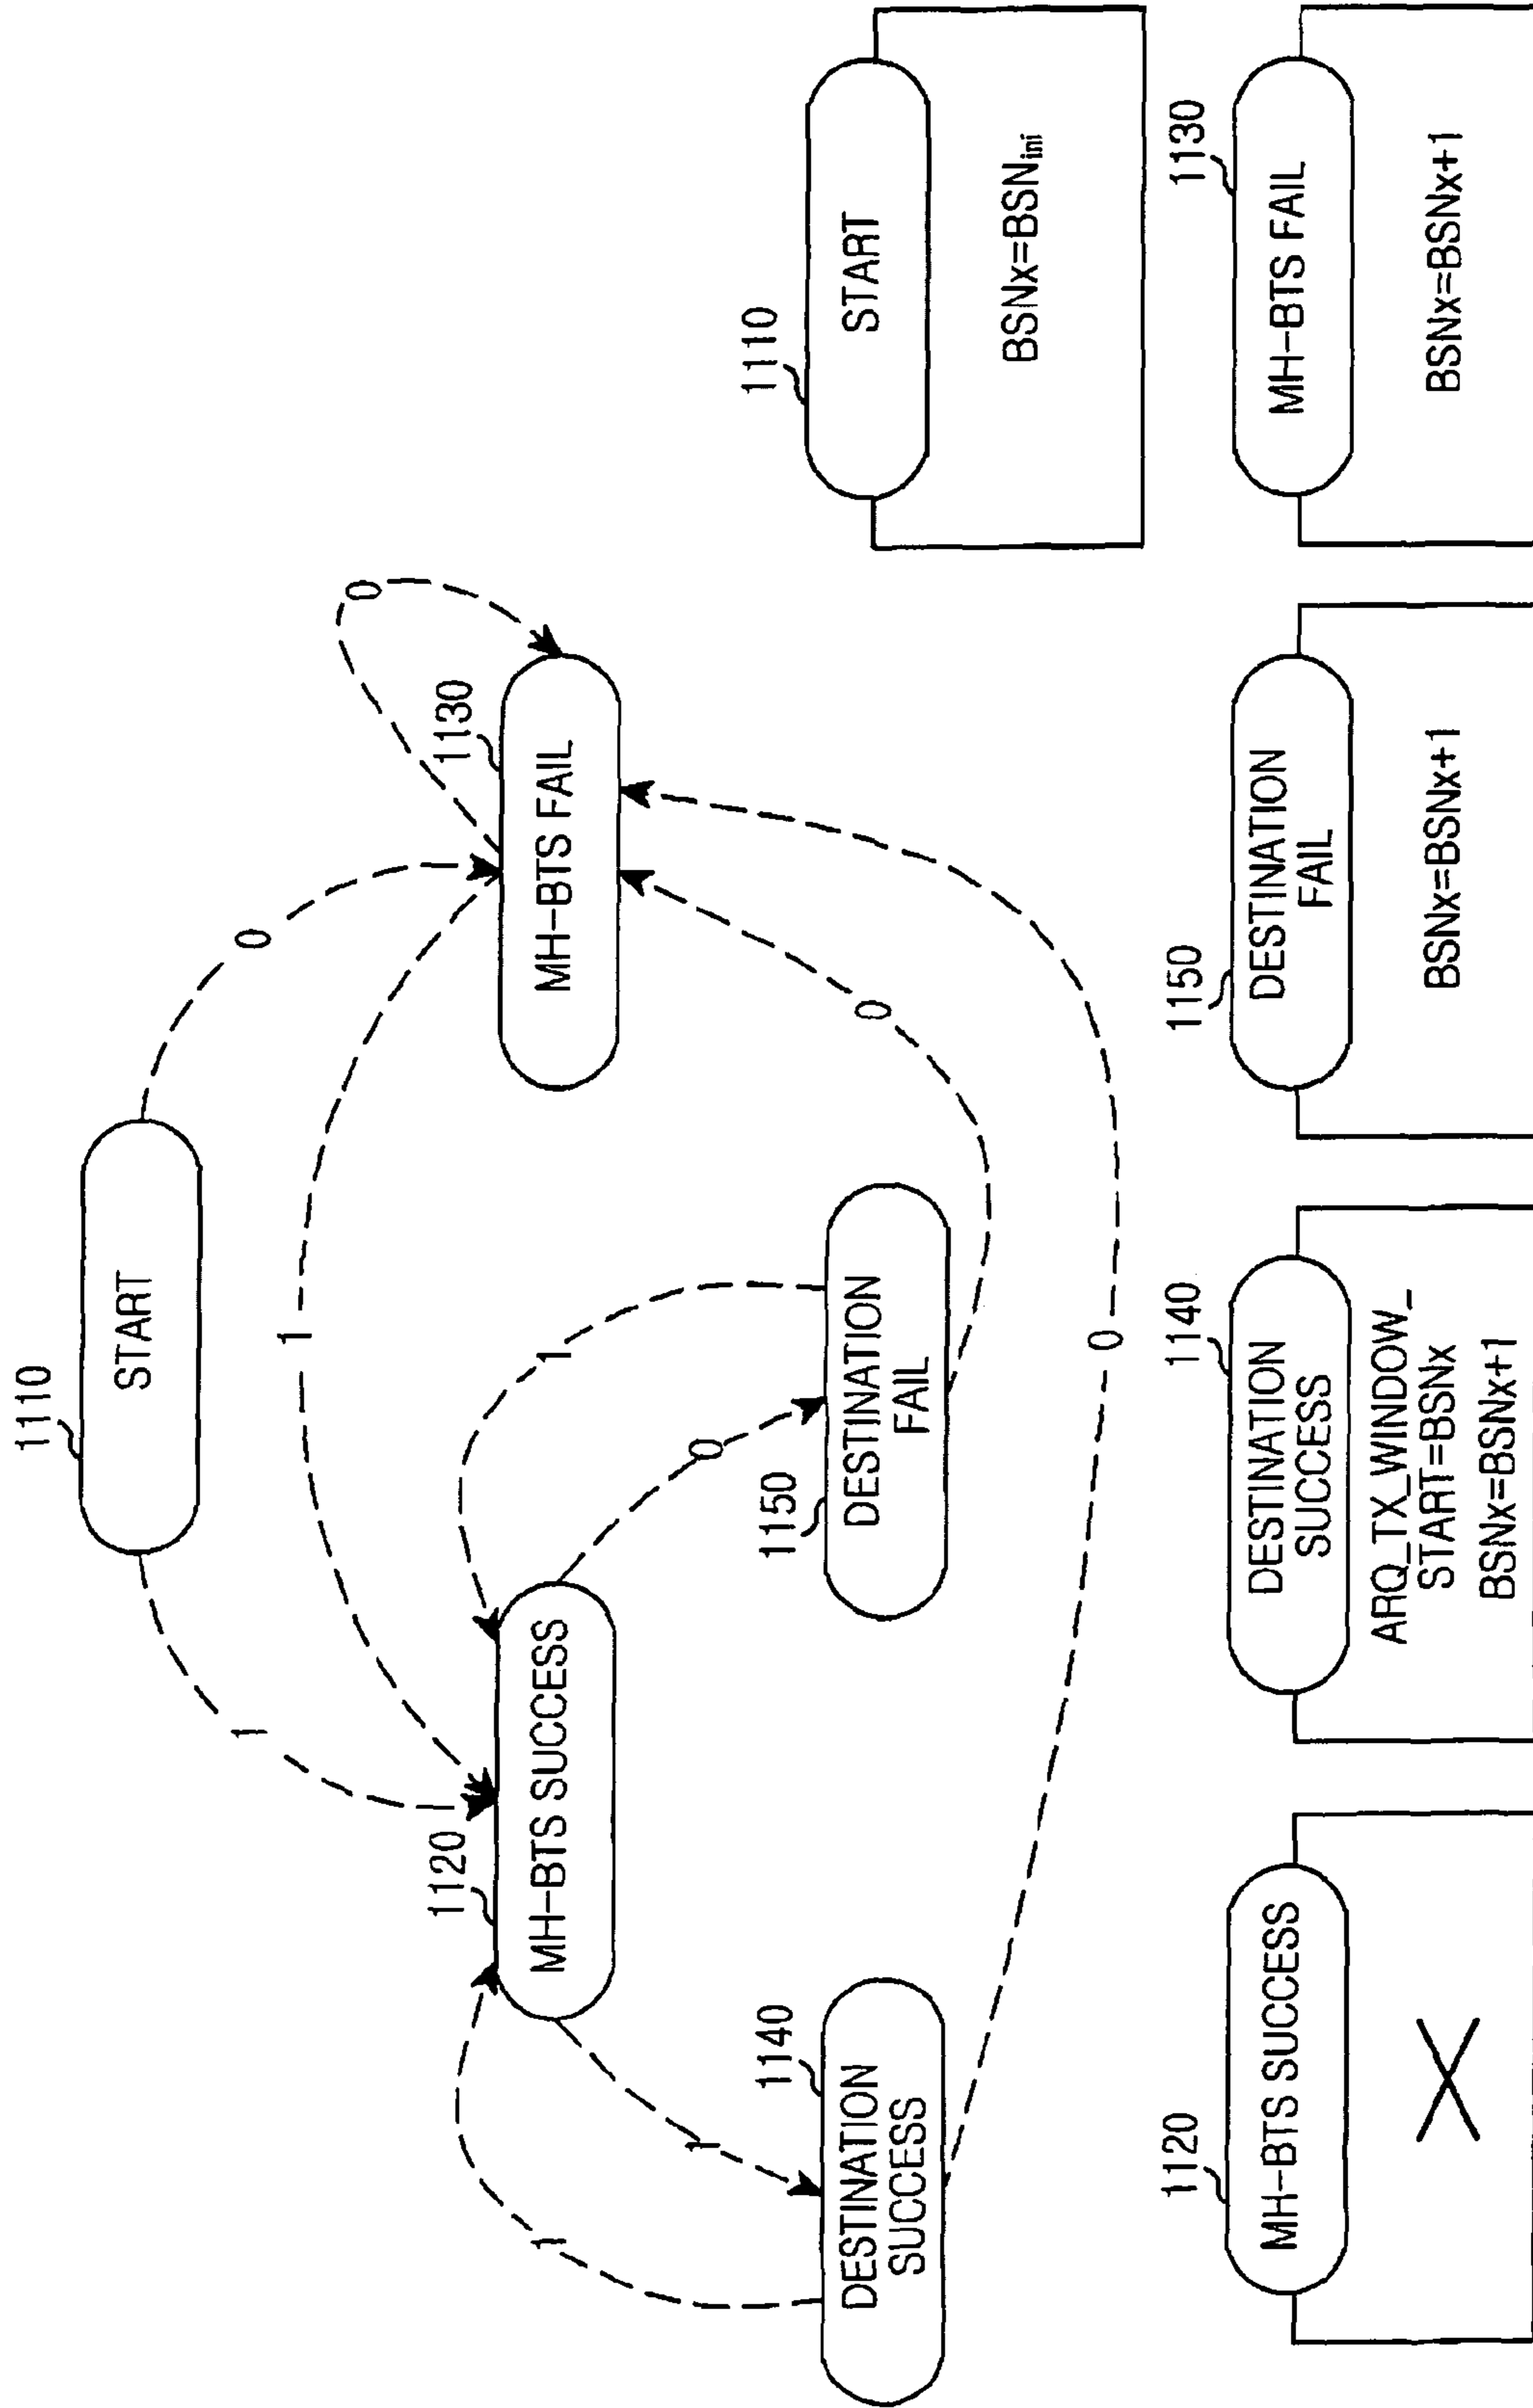 1110
START
1
0
1
0
1120
MH-BTS SUCCESS
1130
MH-BTS FAIL
1
1
1
0
0
1140
DESTINATION
SUCCESS
1150
DESTINATION
FAIL
0
1110
START
BSNx=BSNini
1120
MH-BTS SUCCESS
X
1140
DESTINATION
SUCCESS
ARQ_TX_WINDOW_
START=BSNx
BSNx=BSNx+1
1150
DESTINATION
FAIL
BSNx=BSNx+1
1130
MH-BTS FAIL
BSNx=BSNx+1